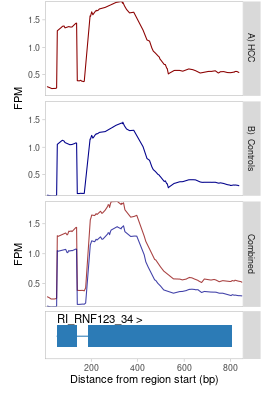 FPM
1.5
1.0
0.5
A) HCC
1.5
1.0
0.5
B): Controls
FPM
1.5
1.0
0.5
Combined
RI_RNF123_34 >
200
400
600
800
Distance from region start (bp)